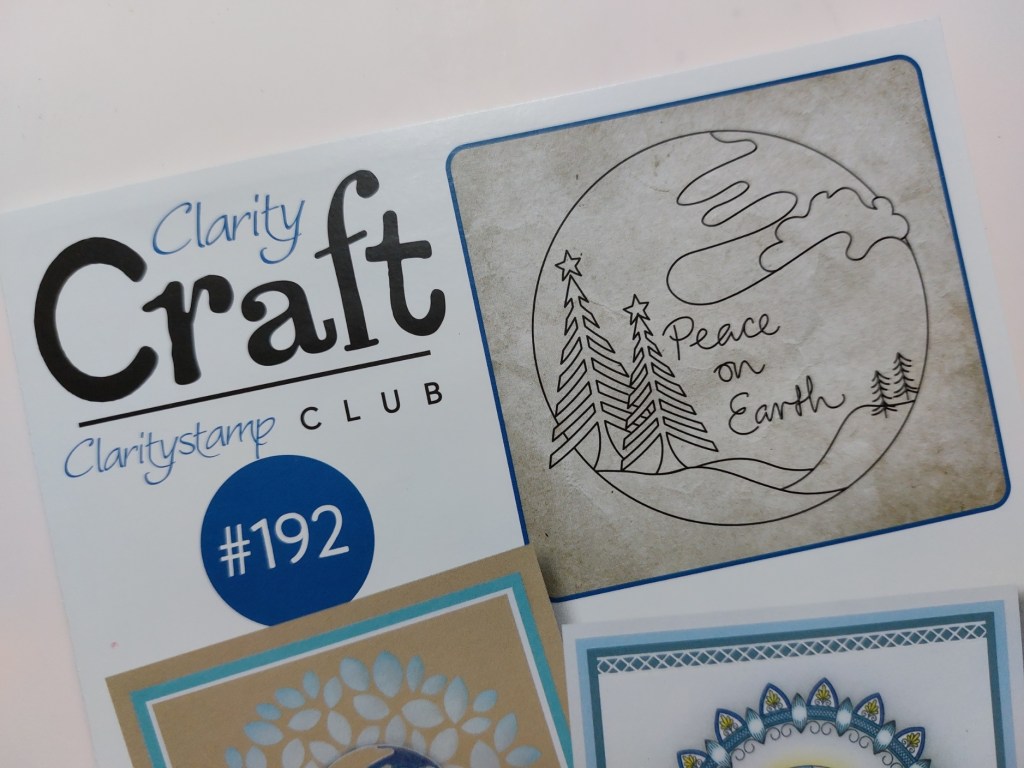 Clarity
Craft
Claritystamp CLUB
#192
Peace
on
Earth